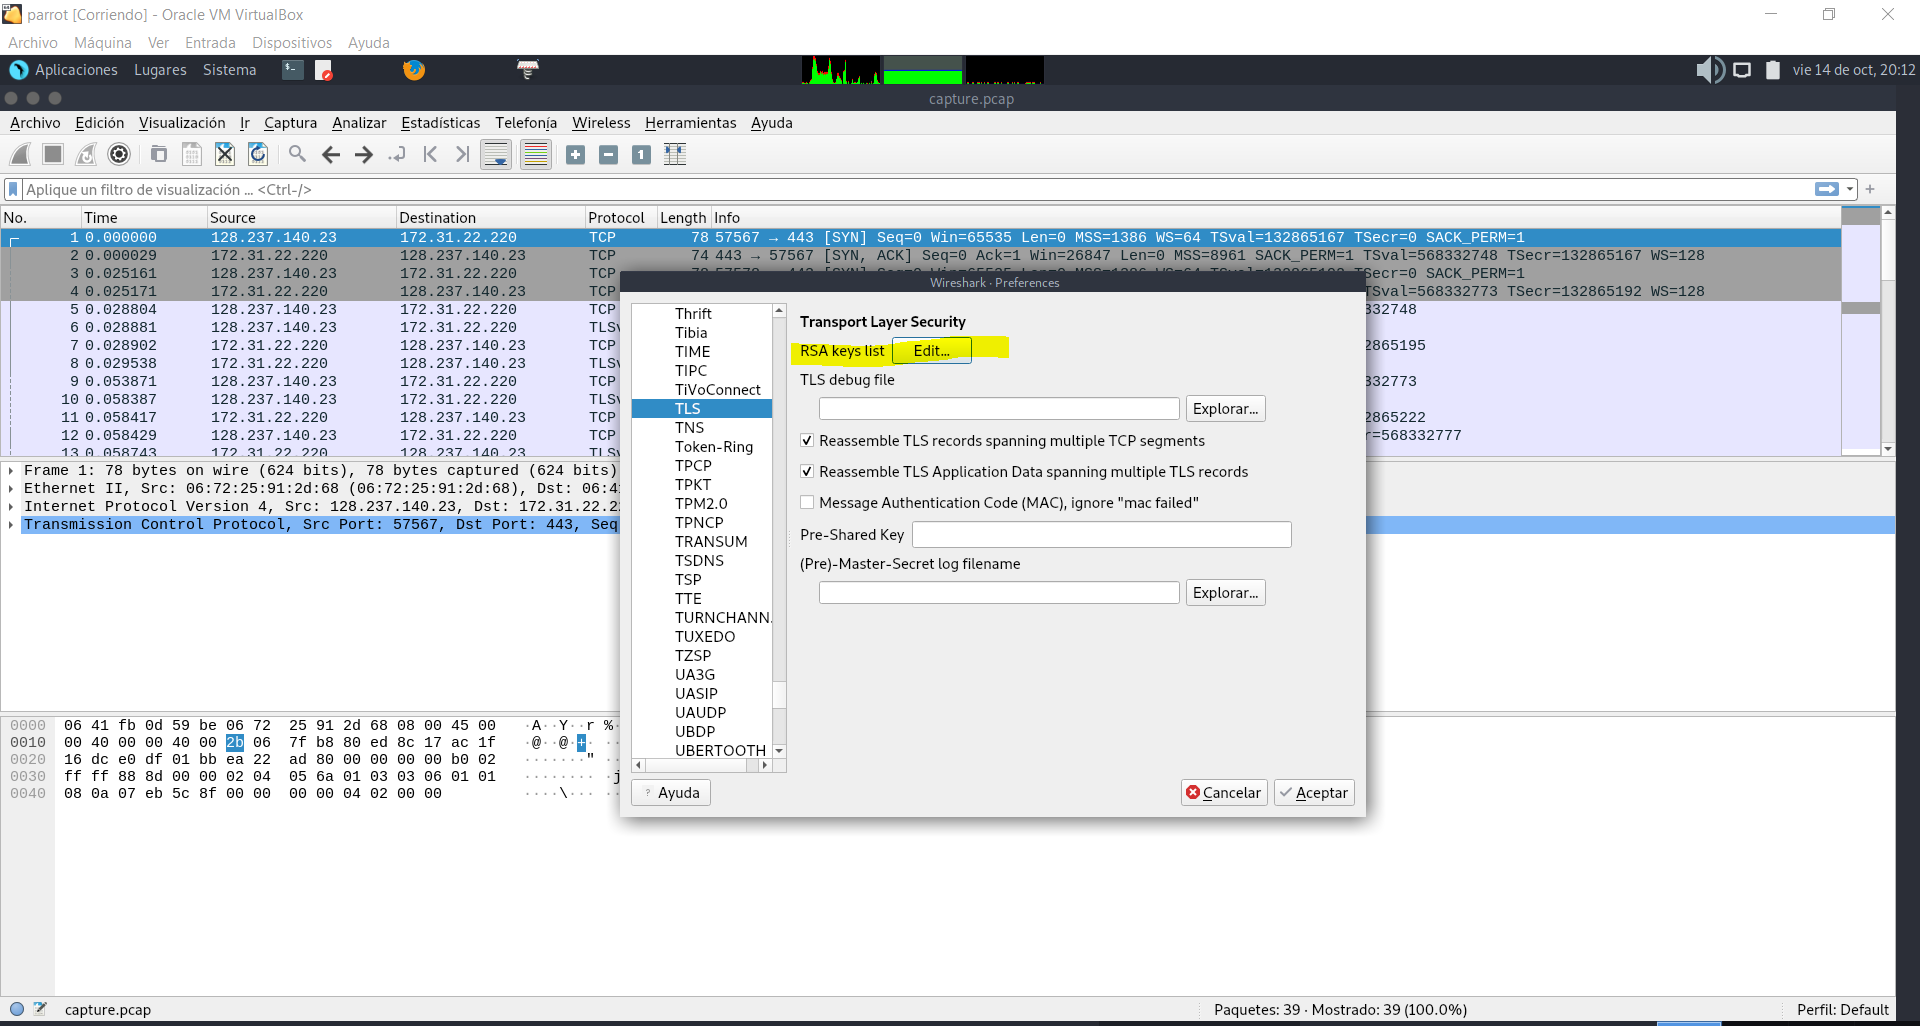 parrot [Corriendo] - Oracle VM VirtualBox
Archivo Máquina Ver Entrada Dispositivos Ayuda
Aplicaciones Lugares Sistema vie 14 de oct, 20:12
capture.pcap
Archivo Edición Visualización Ir Captura Analizar Estadísticas Telefonía Wireless Herramientas Ayuda
Aplique un filtro de visualización ... <Ctrl-/>
No. Time Source Destination Protocol Length Info
1 0.000000 128.237.140.23 172.31.22.220 TCP 78 57567 → 443 [SYN] Seq=0 Win=65535 Len=0 MSS=1386 WS=64 TSval=132865167 TSecr=0 SACK_PERM=1
2 0.000029 172.31.22.220 128.237.140.23 TCP 74 443 → 57567 [SYN, ACK] Seq=0 Ack=1 Win=26847 Len=0 MSS=8961 SACK_PERM=1 TSval=568332748 TSecr=132865167 WS=128
3 0.025161 128.237.140.23 172.31.22.220 TCP SACK_PERM=1
4 0.025171 172.31.22.220 128.237.140.23 TCP TSval=568332773 TSecr=132865192 WS=128
5 0.028804 128.237.140.23 172.31.22.220 TCP 332748
6 0.028881 128.237.140.23 172.31.22.220 TLSv
7 0.028902 172.31.22.220 128.237.140.23 TCP 2865195
8 0.029538 172.31.22.220 128.237.140.23 TLSv
9 0.053871 128.237.140.23 172.31.22.220 TCP 332773
10 0.058387 128.237.140.23 172.31.22.220 TLSv
11 0.058417 172.31.22.220 128.237.140.23 TCP 2865222
12 0.058429 128.237.140.23 172.31.22.220 TCP r=568332777
13 0.058743 172.31.22.220 128.237.140.23 TLSv
Frame 1: 78 bytes on wire (624 bits), 78 bytes captured (624 bits)
Ethernet II, Src: 06:72:25:91:2d:68 (06:72:25:91:2d:68), Dst: 06:4
Internet Protocol Version 4, Src: 128.237.140.23, Dst: 172.31.22.2
Transmission Control Protocol, Src Port: 57567, Dst Port: 443, Seq
Wireshark · Preferences
Thrift
Tibia
TIME
TIPC
TiVoConnect
TLS
TNS
Token-Ring
TPCP
TPKT
TPM2.0
TPNCP
TRANSUM
TSDNS
TSP
TTE
TURNCHANN
TUXEDO
TZSP
UA3G
UASIP
UAUDP
UBDP
UBERTOOTH
Transport Layer Security
RSA keys list Edit...
TLS debug file
Explorar...
Reassemble TLS records spanning multiple TCP segments
Reassemble TLS Application Data spanning multiple TLS records
Message Authentication Code (MAC), ignore "mac failed"
Pre-Shared Key
(Pre)-Master-Secret log filename
Explorar...
Ayuda Cancelar Aceptar
0000 06 41 fb 0d 59 be 06 72 25 91 2d 68 08 00 45 00 ·A··Y··r %·
0010 00 40 00 00 40 00 2b 06 7f b8 80 ed 8c 17 ac 1f ·@··@·+· ··
0020 16 dc e0 df 01 bb ea 22 ad 80 00 00 00 00 b0 02 ·······" ··
0030 ff ff 88 8d 00 00 02 04 05 6a 01 03 03 06 01 01 ········ ·j
0040 08 0a 07 eb 5c 8f 00 00 00 00 04 02 00 00 ····\··· ··
capture.pcap Paquetes: 39 · Mostrado: 39 (100.0%) Perfil: Default